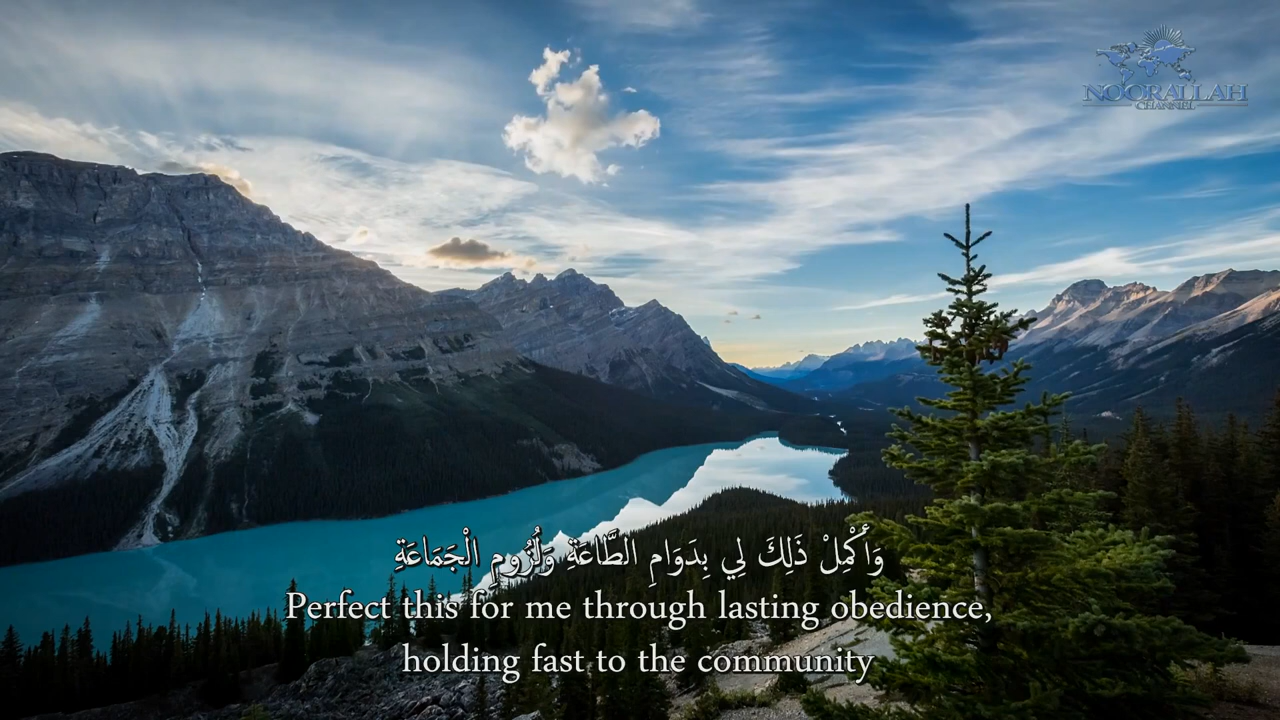 NOORALLAH
CHANNEL
وَأَكْمِلْ ذَلِكَ لِي بِدَوَامِ الطَّاعَةِ وَلُزُومِ الْجَمَاعَةِ
Perfect this for me through lasting obedience,
holding fast to the community